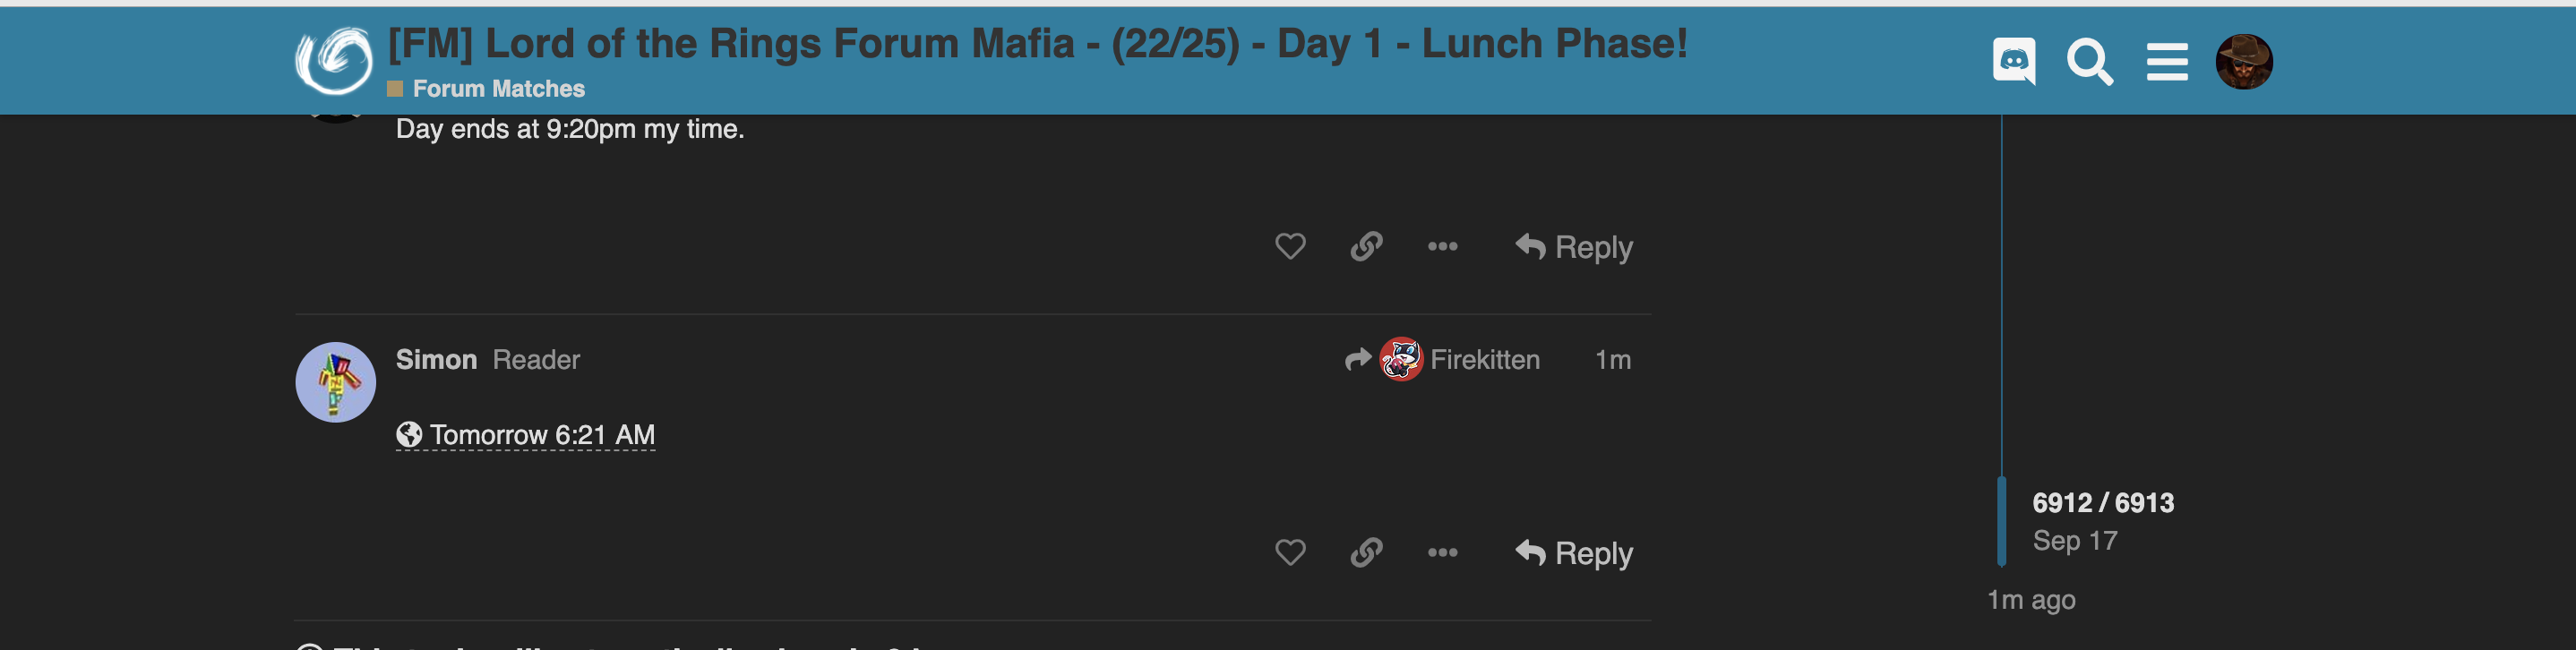 [FM] Lord of the Rings Forum Mafia - (22/25) - Day 1 - Lunch Phase!
Forum Matches
Day ends at 9:20pm my time.
Reply
Simon Reader Firekitten 1m
Tomorrow 6:21 AM
6912 / 6913
Sep 17
Reply
1m ago